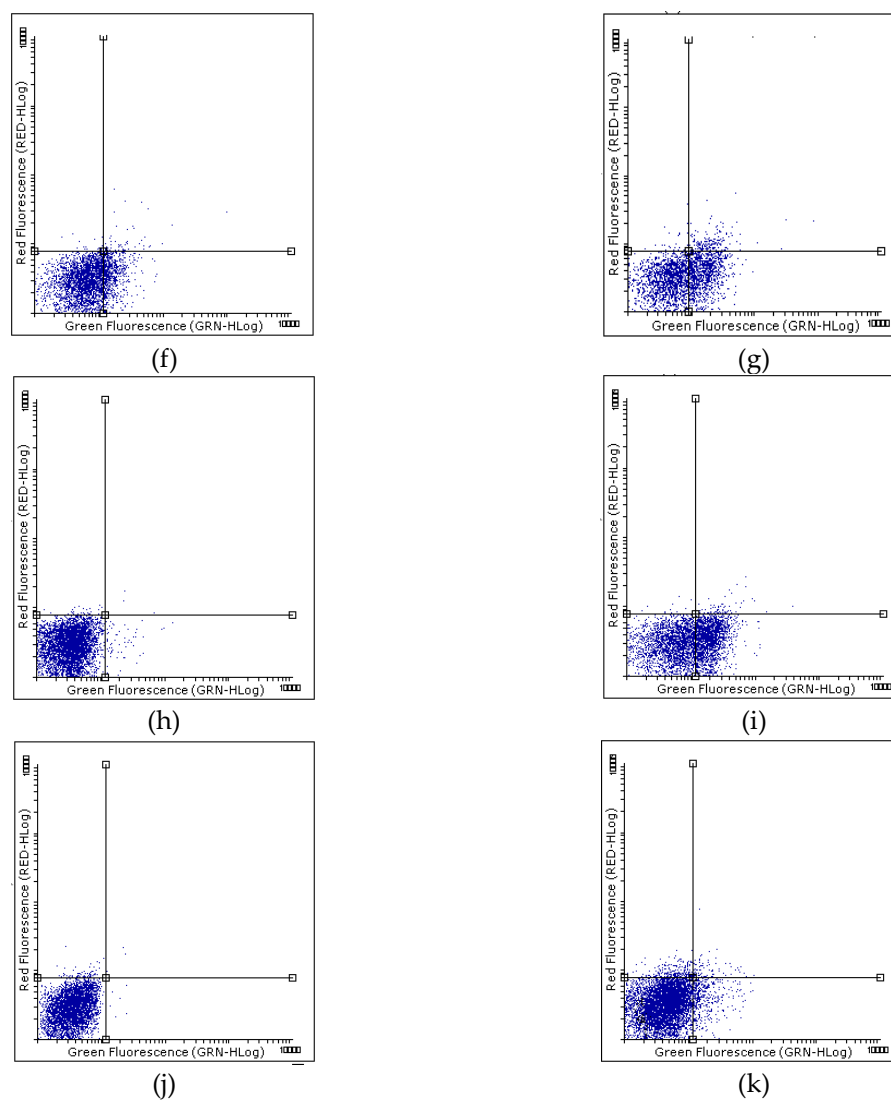 Red Fluorescence (RED-HLog)
Green Fluorescence (GRN-HLog)
(f)
Red Fluorescence (RED-HLog)
Green Fluorescence (GRN-HLog)
(g)
Red Fluorescence (RED-HLog)
Green Fluorescence (GRN-HLog)
(h)
Red Fluorescence (RED-HLog)
Green Fluorescence (GRN-HLog)
(i)
Red Fluorescence (RED-HLog)
Green Fluorescence (GRN-HLog)
(j)
Red Fluorescence (RED-HLog)
Green Fluorescence (GRN-HLog)
(k)